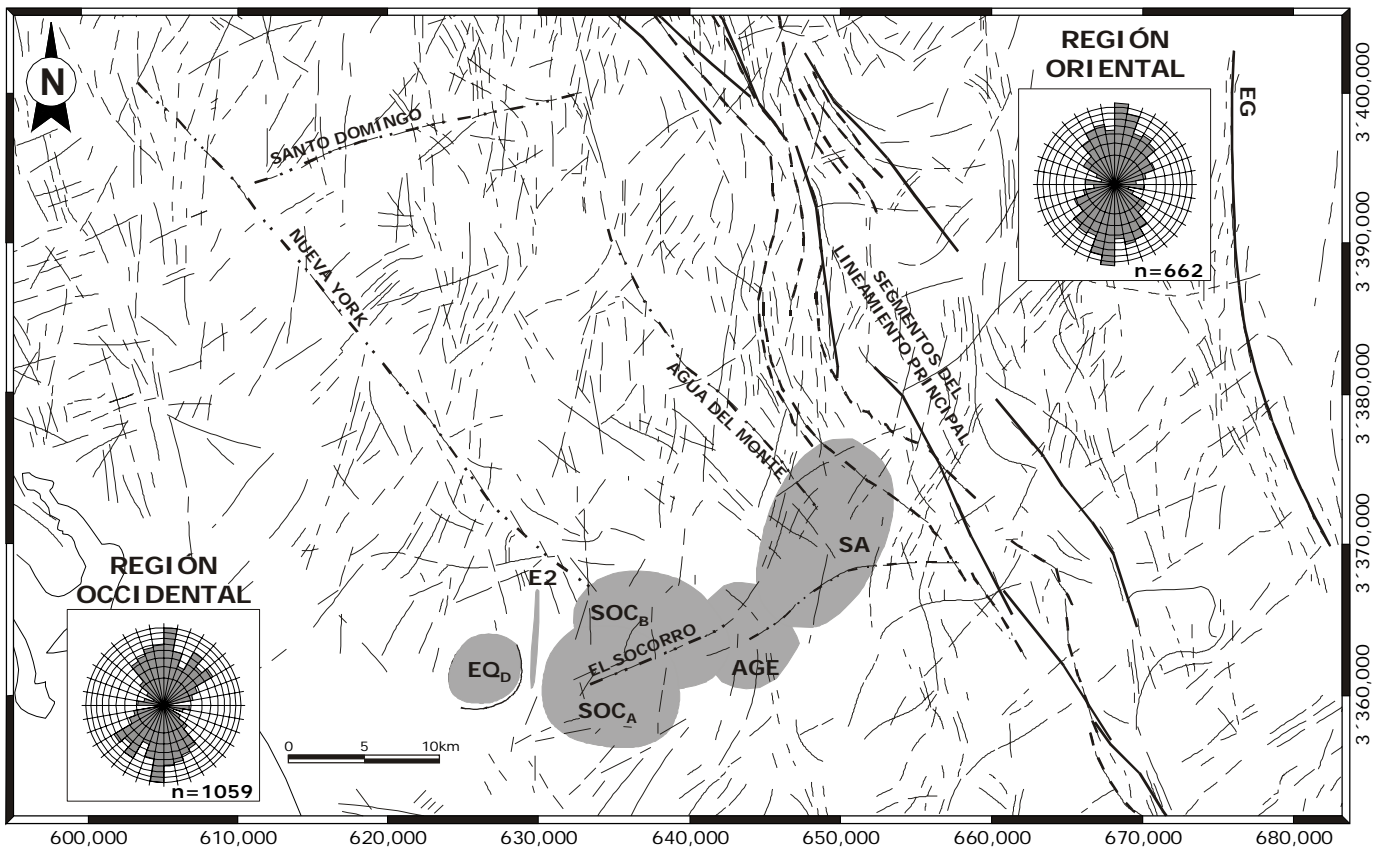 N
REGIÓN
ORIENTAL
n=662
EG
SANTO DOMINGO
NUEVA YORK
SEGMENTOS DEL
LINEAMIENTO PRINCIPAL
AGUA DEL MONTE
SA
E2
SOCB
EL SOCORRO
EQD
AGE
SOCA
REGIÓN
OCCIDENTAL
n=1059
0 5 10km
3´400,000
3´390,000
3´380,000
3´370,000
3´360,000
600,000 610,000 620,000 630,000 640,000 650,000 660,000 670,000 680,000